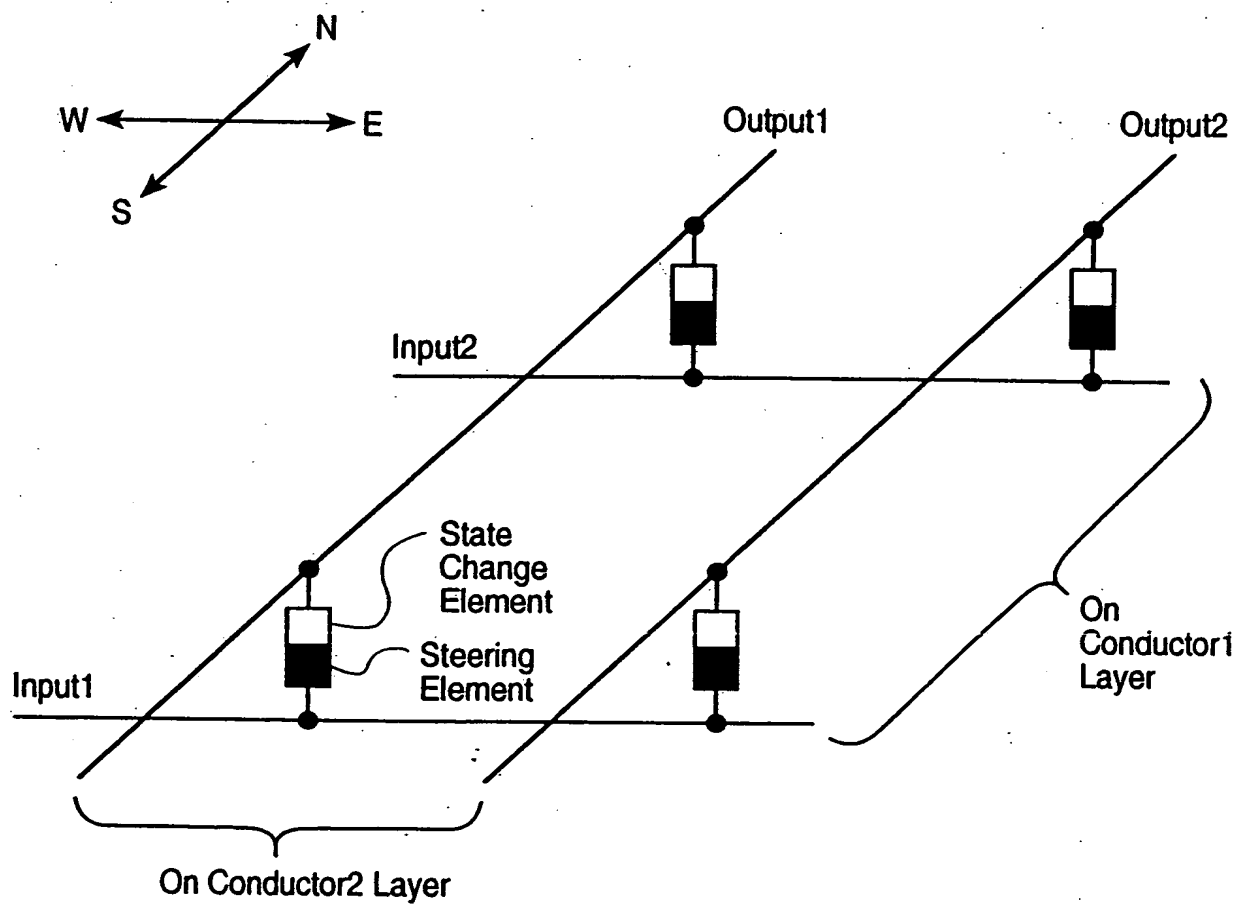 N
W
E
S
Output1
Output2
Input2
State
Change
Element
Steering
Element
Input1
On
Conductor1
Layer
On Conductor2 Layer